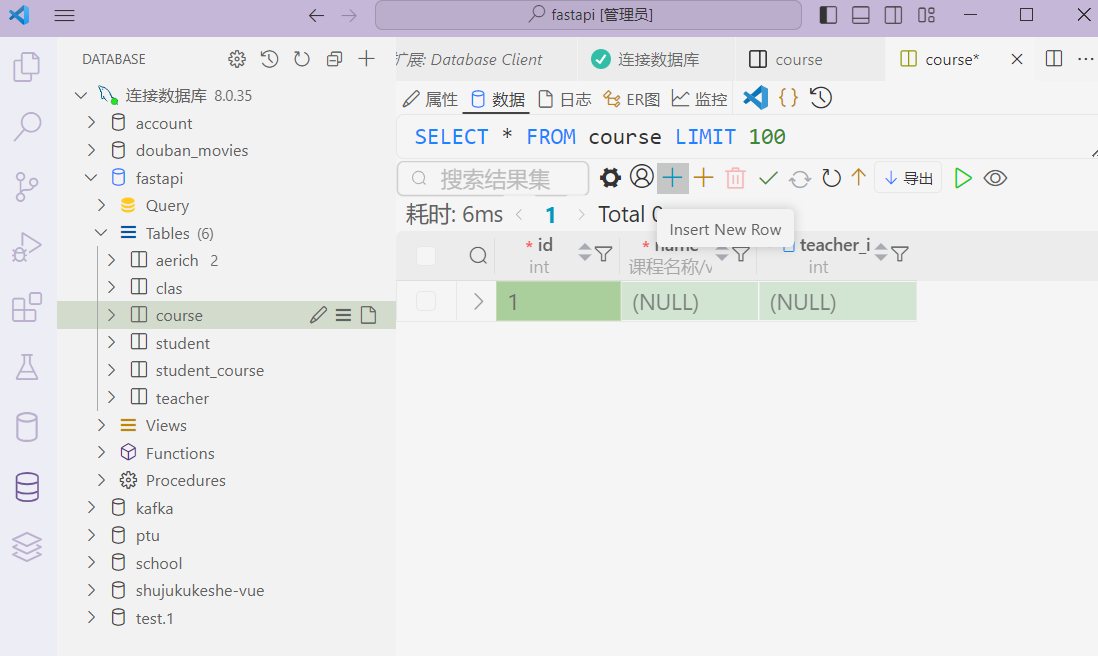 fastapi [管理员]
DATABASE
扩展: Database Client
连接数据库
course
course*
连接数据库 8.0.35
account
douban_movies
fastapi
Query
Tables (6)
aerich 2
clas
course
student
student_course
teacher
Views
Functions
Procedures
kafka
ptu
school
shujukukeshe-vue
test.1
属性 数据 日志 ER图 监控
SELECT * FROM course LIMIT 100
搜索结果集
导出
耗时: 6ms 1 Total 0
Insert New Row
* id * name teacher_i
int 课程名称/v int
1 (NULL) (NULL)